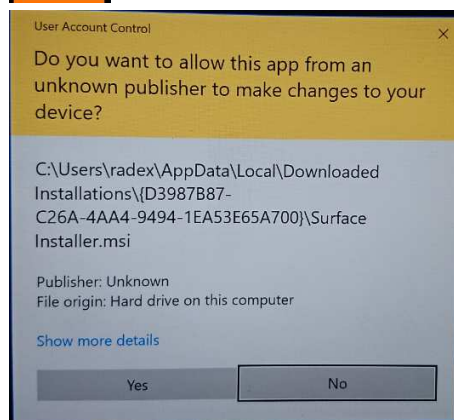 User Account Control
Do you want to allow this app from an
unknown publisher to make changes to your
device?
C:\Users\radex\AppData\Local\Downloaded
Installations\{D3987B87-
C26A-4AA4-9494-1EA53E65A700}\Surface
Installer.msi
Publisher: Unknown
File origin: Hard drive on this computer
Show more details
Yes
No